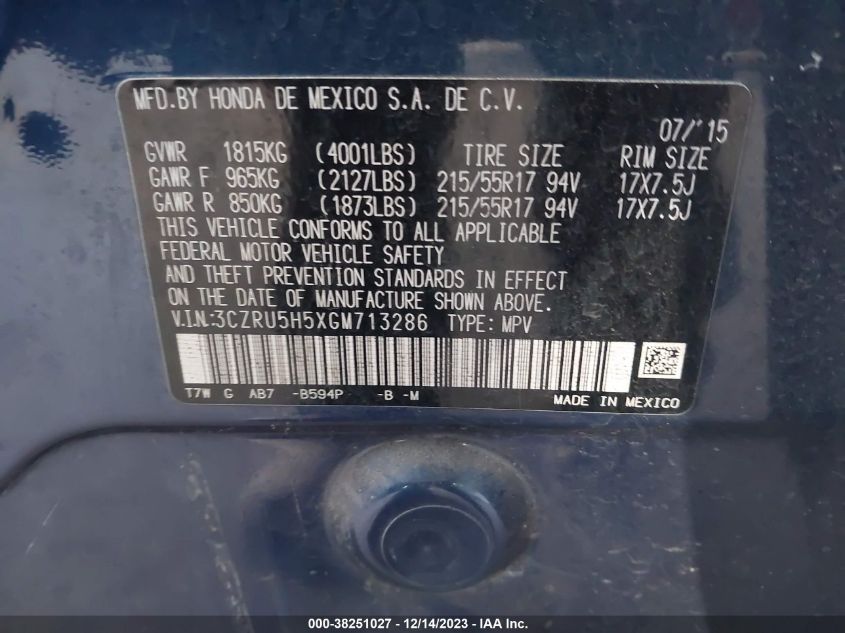 MFD.BY HONDA DE MEXICO S.A. DE C.V.
07/'15
GVWR 1815KG (4001LBS) TIRE SIZE RIM SIZE
GAWR F 965KG (2127LBS) 215/55R17 94V 17X7.5J
GAWR R 850KG (1873LBS) 215/55R17 94V 17X7.5J
THIS VEHICLE CONFORMS TO ALL APPLICABLE
FEDERAL MOTOR VEHICLE SAFETY
AND THEFT PREVENTION STANDARDS IN EFFECT
ON THE DATE OF MANUFACTURE SHOWN ABOVE.
V.I.N.:3CZRU5H5XGM713286 TYPE: MPV
T7W G AB7 -B594P -B -M MADE IN MEXICO
000-38251027 - 12/14/2023 - IAA Inc.